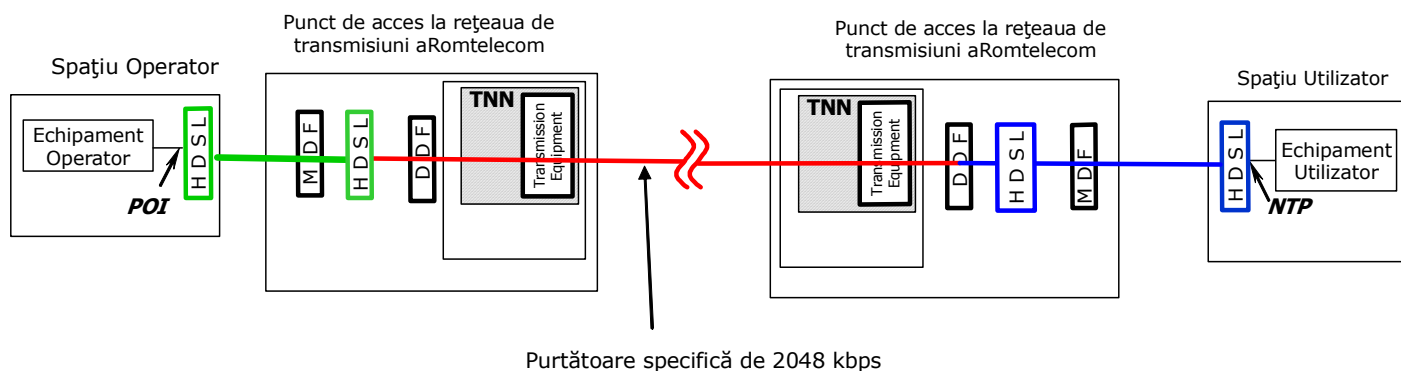 Punct de acces la reţeaua de
transmisiuni aRomtelecom
Punct de acces la reţeaua de
transmisiuni aRomtelecom
Spaţiu Operator
Spaţiu Utilizator
Echipament
Operator
POI
HDSL
MDF
HDSL
DDF
TNN
Transmission
Equipment
TNN
Transmission
Equpment
DDF
HDSL
MDF
HDSL
NTP
Echipament
Utilizator
Purtătoare specifică de 2048 kbps